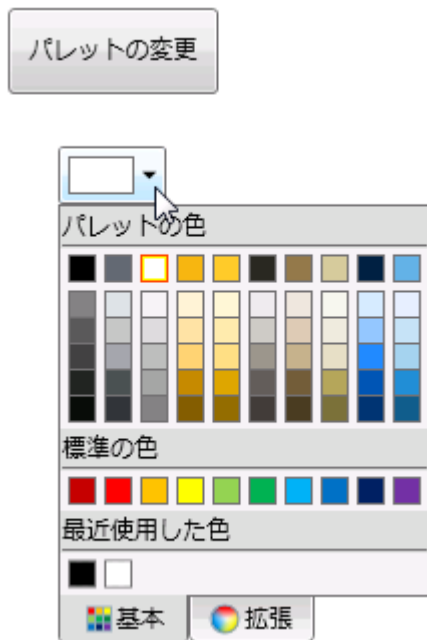 パレットの変更
パレットの色
標準の色
最近使用した色
基本
拡張